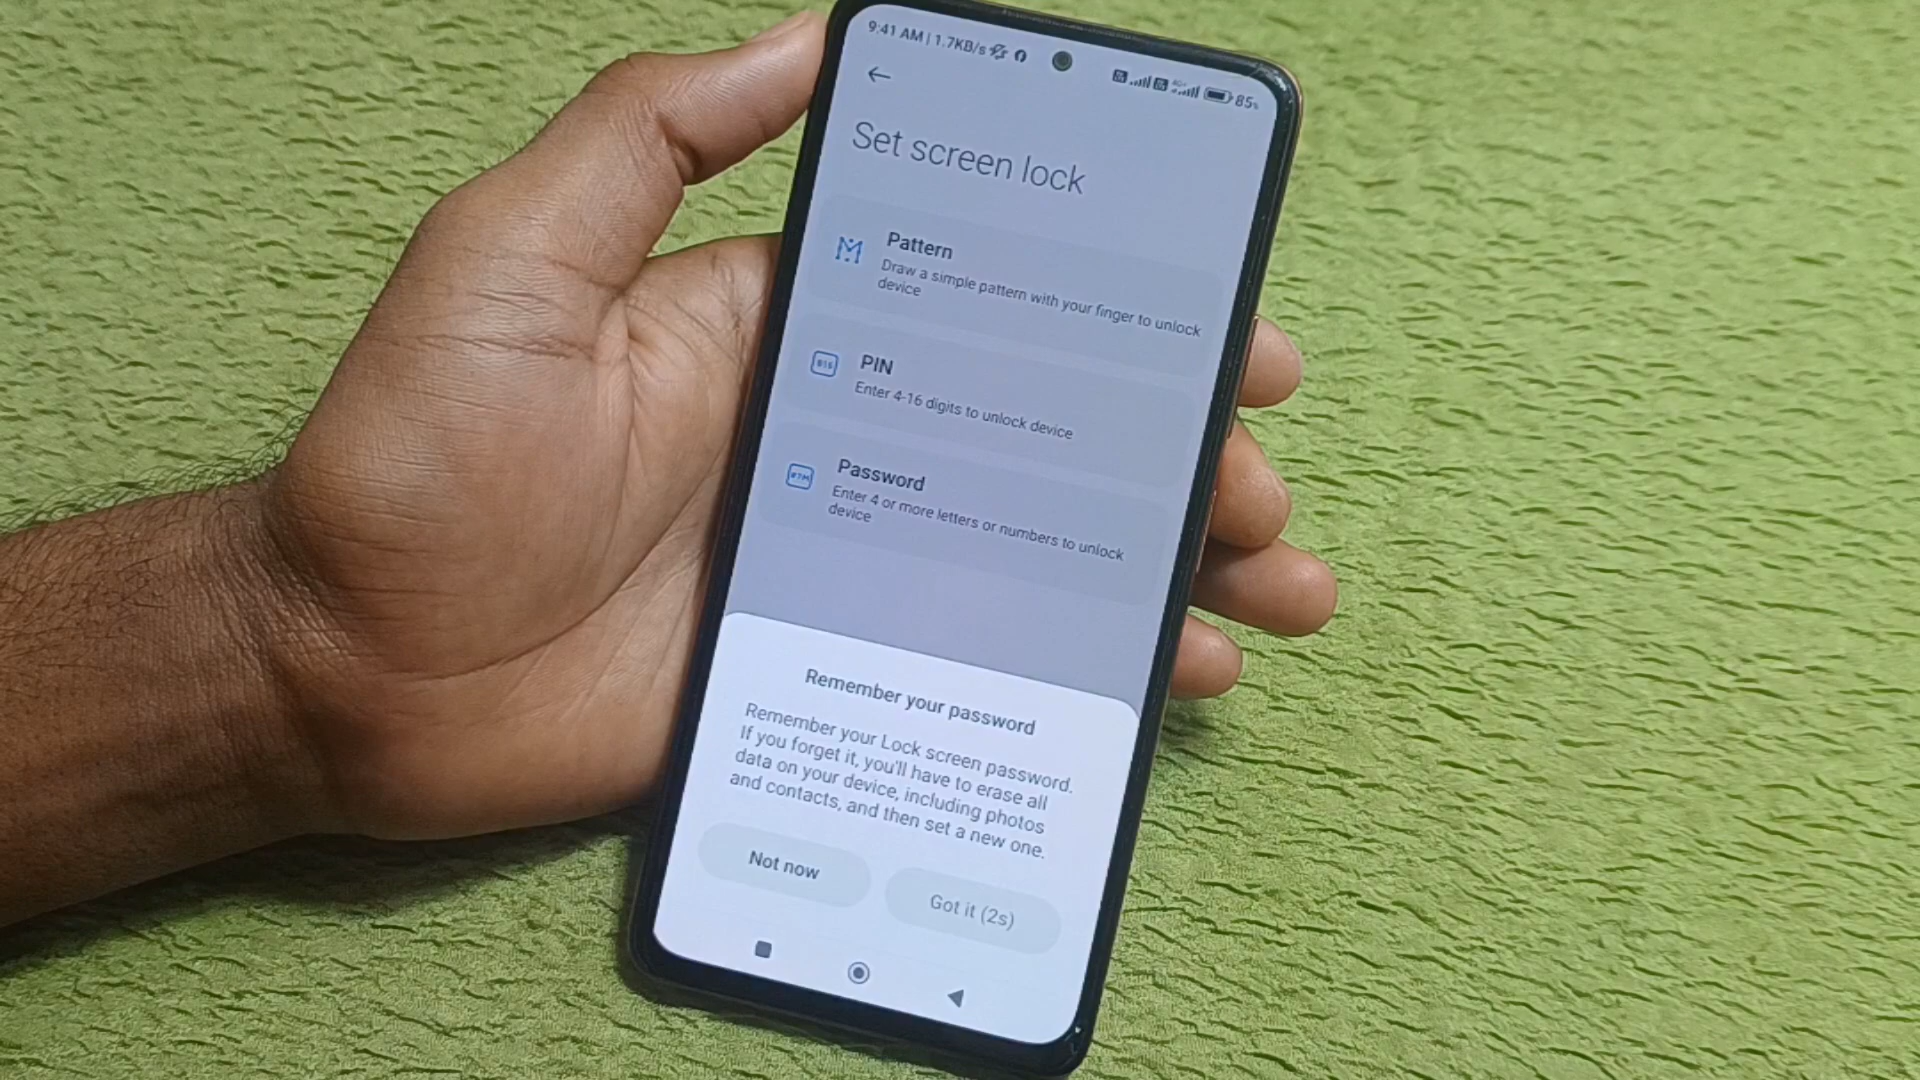 9:41 AM | 1.7KB/s 85%
Set screen lock
Pattern
Draw a simple pattern with your finger to unlock
device
PIN
Enter 4-16 digits to unlock device
Password
Enter 4 or more letters or numbers to unlock
device
Remember your password
Remember your Lock screen password.
If you forget it, you'll have to erase all
data on your device, including photos
and contacts, and then set a new one.
Not now
Got it (2s)